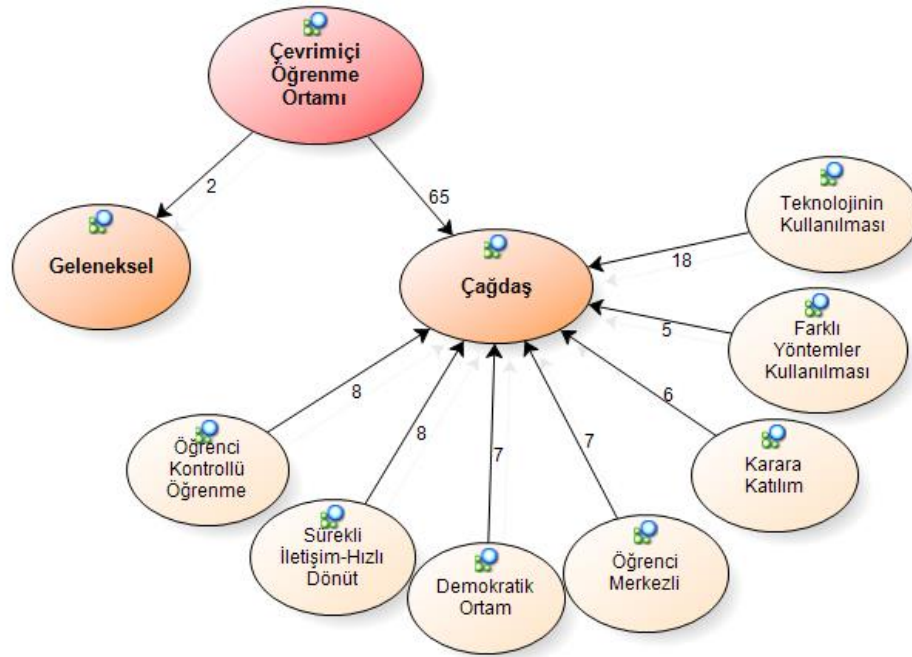 Çevrimiçi
Öğrenme
Ortamı
2
65
Geleneksel
Çağdaş
Teknolojinin
Kullanılması
18
Farklı
Yöntemler
Kullanılması
5
6
Karara
Katılım
8
Öğrenci
Kontrollü
Öğrenme
8
Sürekli
İletişim-Hızlı
Dönüt
7
Demokratik
Ortam
7
Öğrenci
Merkezli